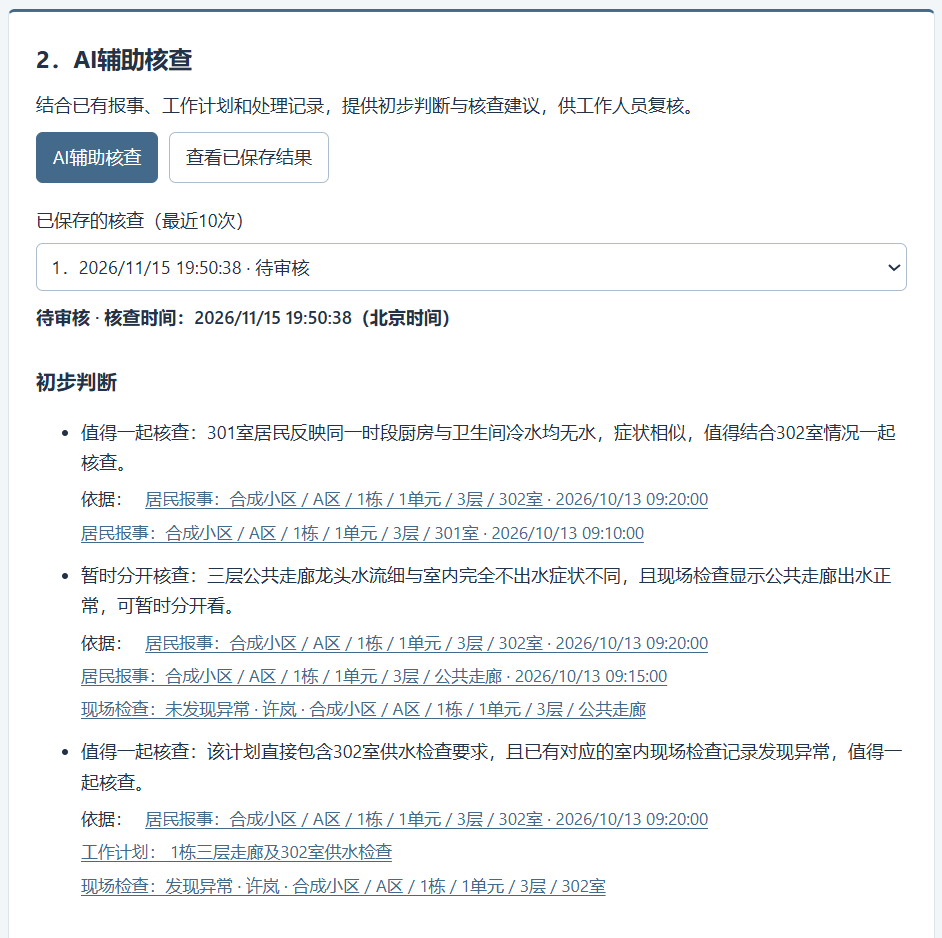 2．AI辅助核查
结合已有报事、工作计划和处理记录，提供初步判断与核查建议，供工作人员复核。
AI辅助核查 查看已保存结果
已保存的核查（最近10次）
1．2026/11/15 19:50:38 · 待审核
待审核 · 核查时间：2026/11/15 19:50:38（北京时间）
初步判断
• 值得一起核查：301室居民反映同一时段厨房与卫生间冷水均无水，症状相似，值得结合302室情况一起
核查。
依据： 居民报事：合成小区 / A区 / 1栋 / 1单元 / 3层 / 302室 · 2026/10/13 09:20:00
居民报事：合成小区 / A区 / 1栋 / 1单元 / 3层 / 301室 · 2026/10/13 09:10:00
• 暂时分开核查：三层公共走廊龙头水流细与室内完全不出水症状不同，且现场检查显示公共走廊出水正
常，可暂时分开看。
依据： 居民报事：合成小区 / A区 / 1栋 / 1单元 / 3层 / 302室 · 2026/10/13 09:20:00
居民报事：合成小区 / A区 / 1栋 / 1单元 / 3层 / 公共走廊 · 2026/10/13 09:15:00
现场检查：未发现异常 · 许岚 · 合成小区 / A区 / 1栋 / 1单元 / 3层 / 公共走廊
• 值得一起核查：该计划直接包含302室供水检查要求，且已有对应的室内现场检查记录发现异常，值得一
起核查。
依据： 居民报事：合成小区 / A区 / 1栋 / 1单元 / 3层 / 302室 · 2026/10/13 09:20:00
工作计划： 1栋三层走廊及302室供水检查
现场检查：发现异常 · 许岚 · 合成小区 / A区 / 1栋 / 1单元 / 3层 / 302室